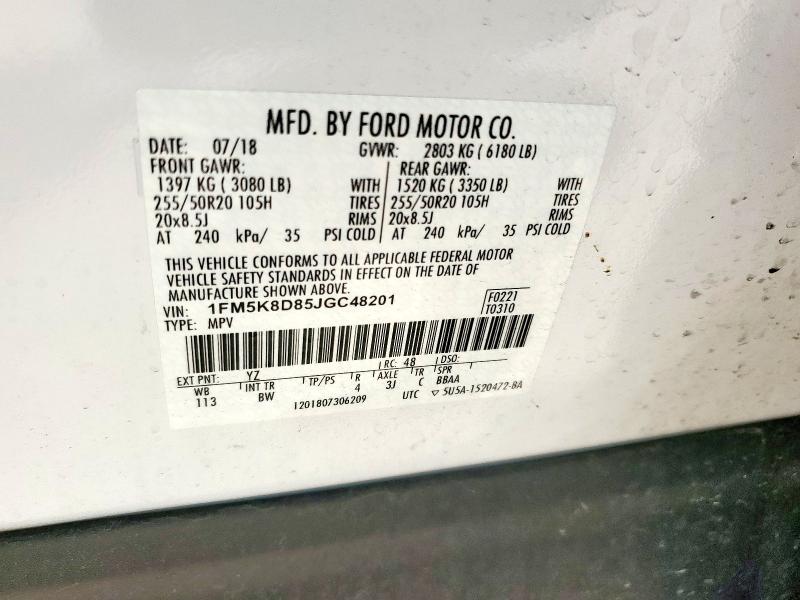 MFD. BY FORD MOTOR CO.
DATE: 07/18 GVWR: 2803 KG ( 6180 LB)
FRONT GAWR: REAR GAWR:
1397 KG ( 3080 LB) WITH 1520 KG ( 3350 LB) WITH
255/50R20 105H TIRES 255/50R20 105H TIRES
20x8.5J RIMS 20x8.5J RIMS
AT 240 kPa/ 35 PSI COLD AT 240 kPa/ 35 PSI COLD
THIS VEHICLE CONFORMS TO ALL APPLICABLE FEDERAL MOTOR
VEHICLE SAFETY STANDARDS IN EFFECT ON THE DATE OF
MANUFACTURE SHOWN ABOVE.
VIN: 1FM5K8D85JGC48201 F0221
TYPE: MPV T0310
EXT PNT: YZ RC: 48 DSO:
WB INT TR TP/PS R AXLE TR SPR
113 BW 4 3J C BBAA
1201807306209 UTC ▽ 5U5A-1520472-BA